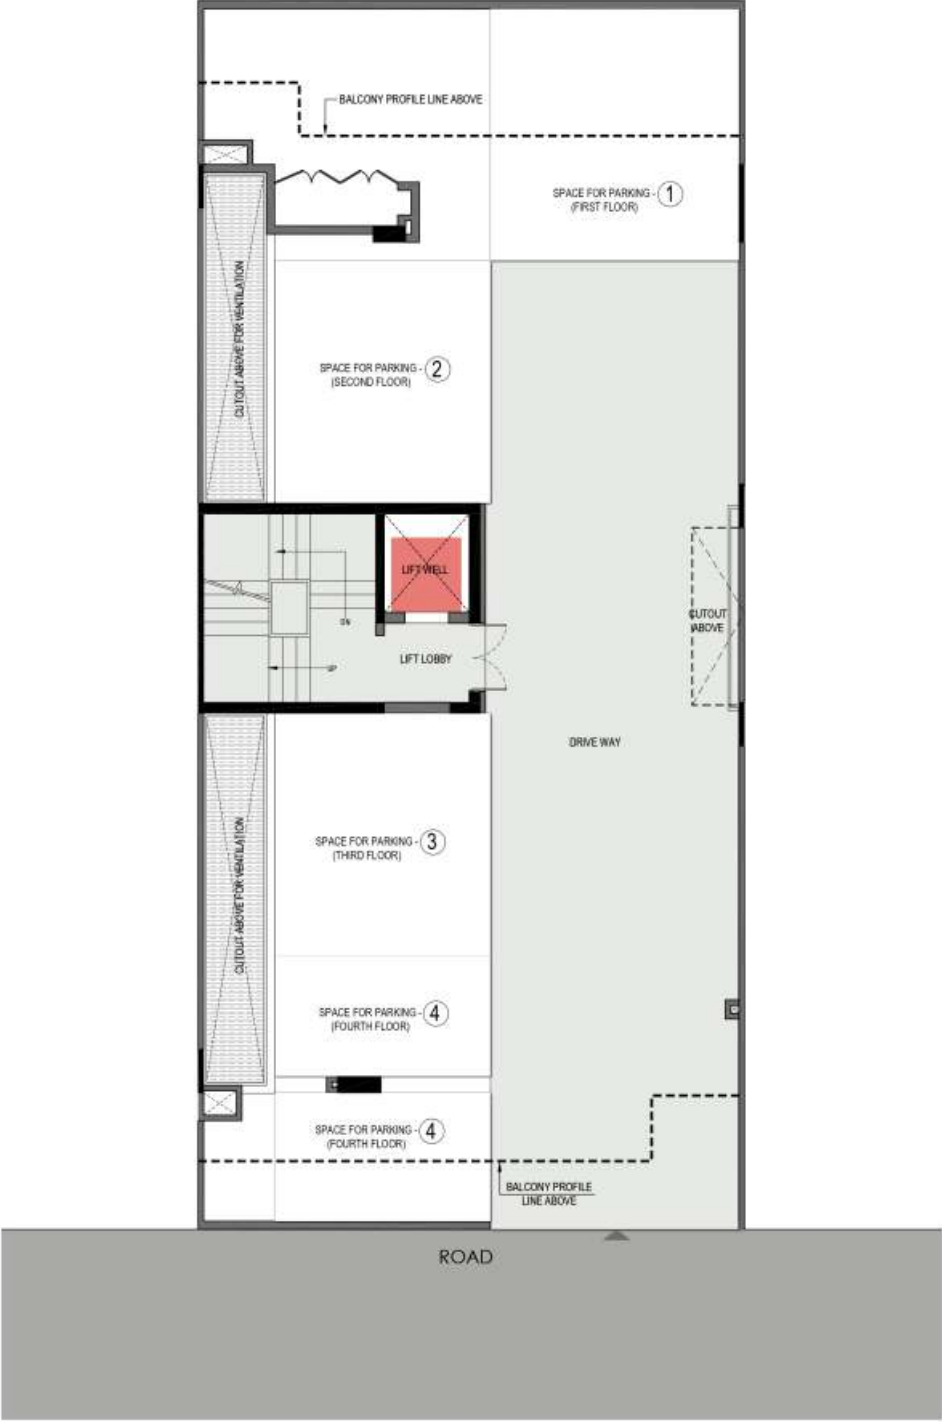 BALCONY PROFILE LINE ABOVE
SPACE FOR PARKING - 1
(FIRST FLOOR)
CUTOUT ABOVE FOR VENTILATION
SPACE FOR PARKING - 2
(SECOND FLOOR)
LIFT WELL
DN
UP
LIFT LOBBY
CUTOUT
ABOVE
DRIVE WAY
CUTOUT ABOVE FOR VENTILATION
SPACE FOR PARKING - 3
(THIRD FLOOR)
SPACE FOR PARKING - 4
(FOURTH FLOOR)
SPACE FOR PARKING - 4
(FOURTH FLOOR)
BALCONY PROFILE
LINE ABOVE
ROAD